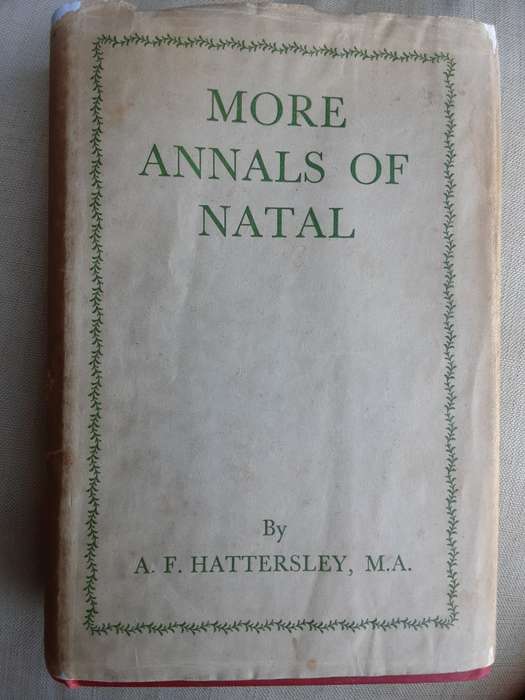 MORE
ANNALS OF
NATAL
By
A. F. HATTERSLEY, M.A.